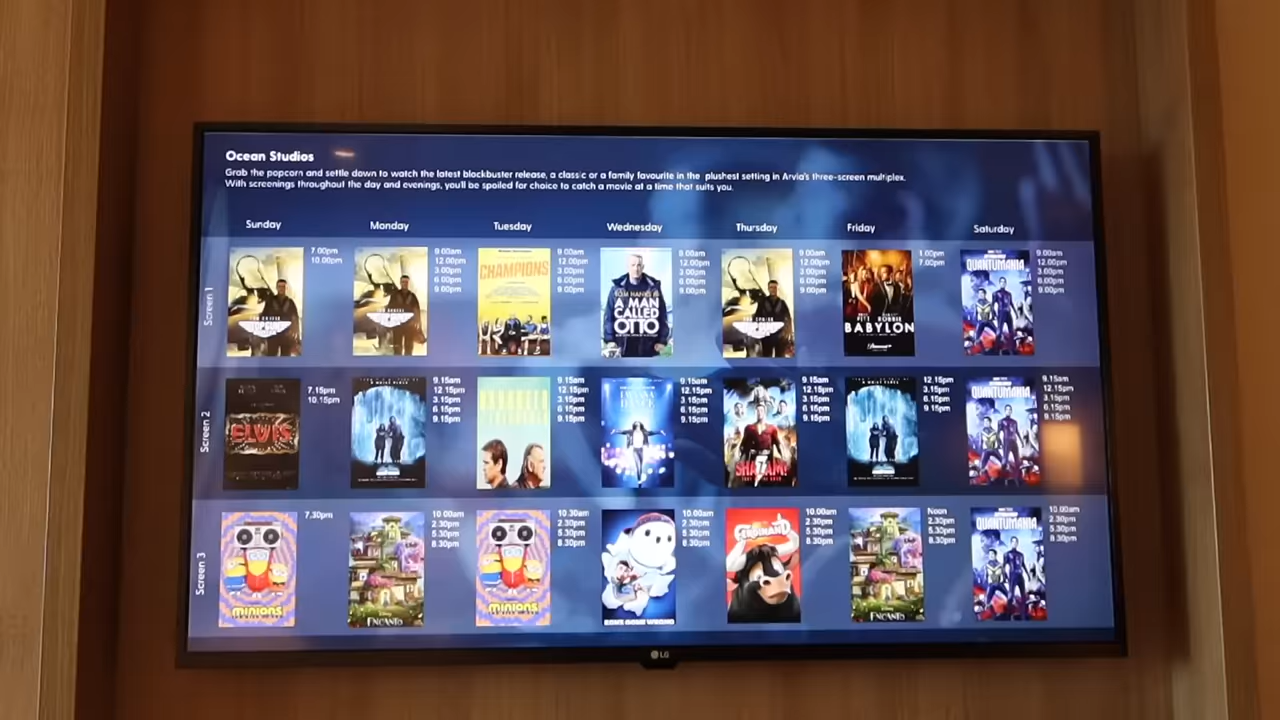 Ocean Studios
Grab the popcorn and settle down to watch the latest blockbuster release, a classic or a family favourite in the plushest setting in Arvia's three-screen multiplex.
With screenings throughout the day and evenings, you'll be spoiled for choice to catch a movie at a time that suits you.
Sunday Monday Tuesday Wednesday Thursday Friday Saturday
Screen 1
7.00pm
10.00pm
9.00am
12.00pm
3.00pm
6.00pm
9.00pm
CHAMPIONS
9.00am
12.00pm
3.00pm
6.00pm
9.00pm
TOM HANKS IS
A MAN
CALLED
OTTO
9.00am
12.00pm
3.00pm
6.00pm
9.00pm
9.00am
12.00pm
3.00pm
6.00pm
9.00pm
BABYLON
1.00pm
7.00pm
QUANTUMANIA
9.00am
12.00pm
3.00pm
6.00pm
9.00pm
Screen 2
ELVIS
7.15pm
10.15pm
9.15am
12.15pm
3.15pm
6.15pm
9.15pm
9.15am
12.15pm
3.15pm
6.15pm
9.15pm
9.15am
12.15pm
3.15pm
6.15pm
9.15pm
SHAZAM!
9.15am
12.15pm
3.15pm
6.15pm
9.15pm
12.15pm
3.15pm
6.15pm
9.15pm
QUANTUMANIA
9.15am
12.15pm
3.15pm
6.15pm
9.15pm
Screen 3
MINIONS
7.30pm
ENCANTO
10.00am
2.30pm
5.30pm
8.30pm
MINIONS
10.30am
2.30pm
5.30pm
8.30pm
RON'S GONE WRONG
10.00am
2.30pm
5.30pm
8.30pm
FERDINAND
10.00am
2.30pm
5.30pm
8.30pm
ENCANTO
Noon
2.30pm
5.30pm
8.30pm
QUANTUMANIA
10.00am
2.30pm
5.30pm
8.30pm
LG